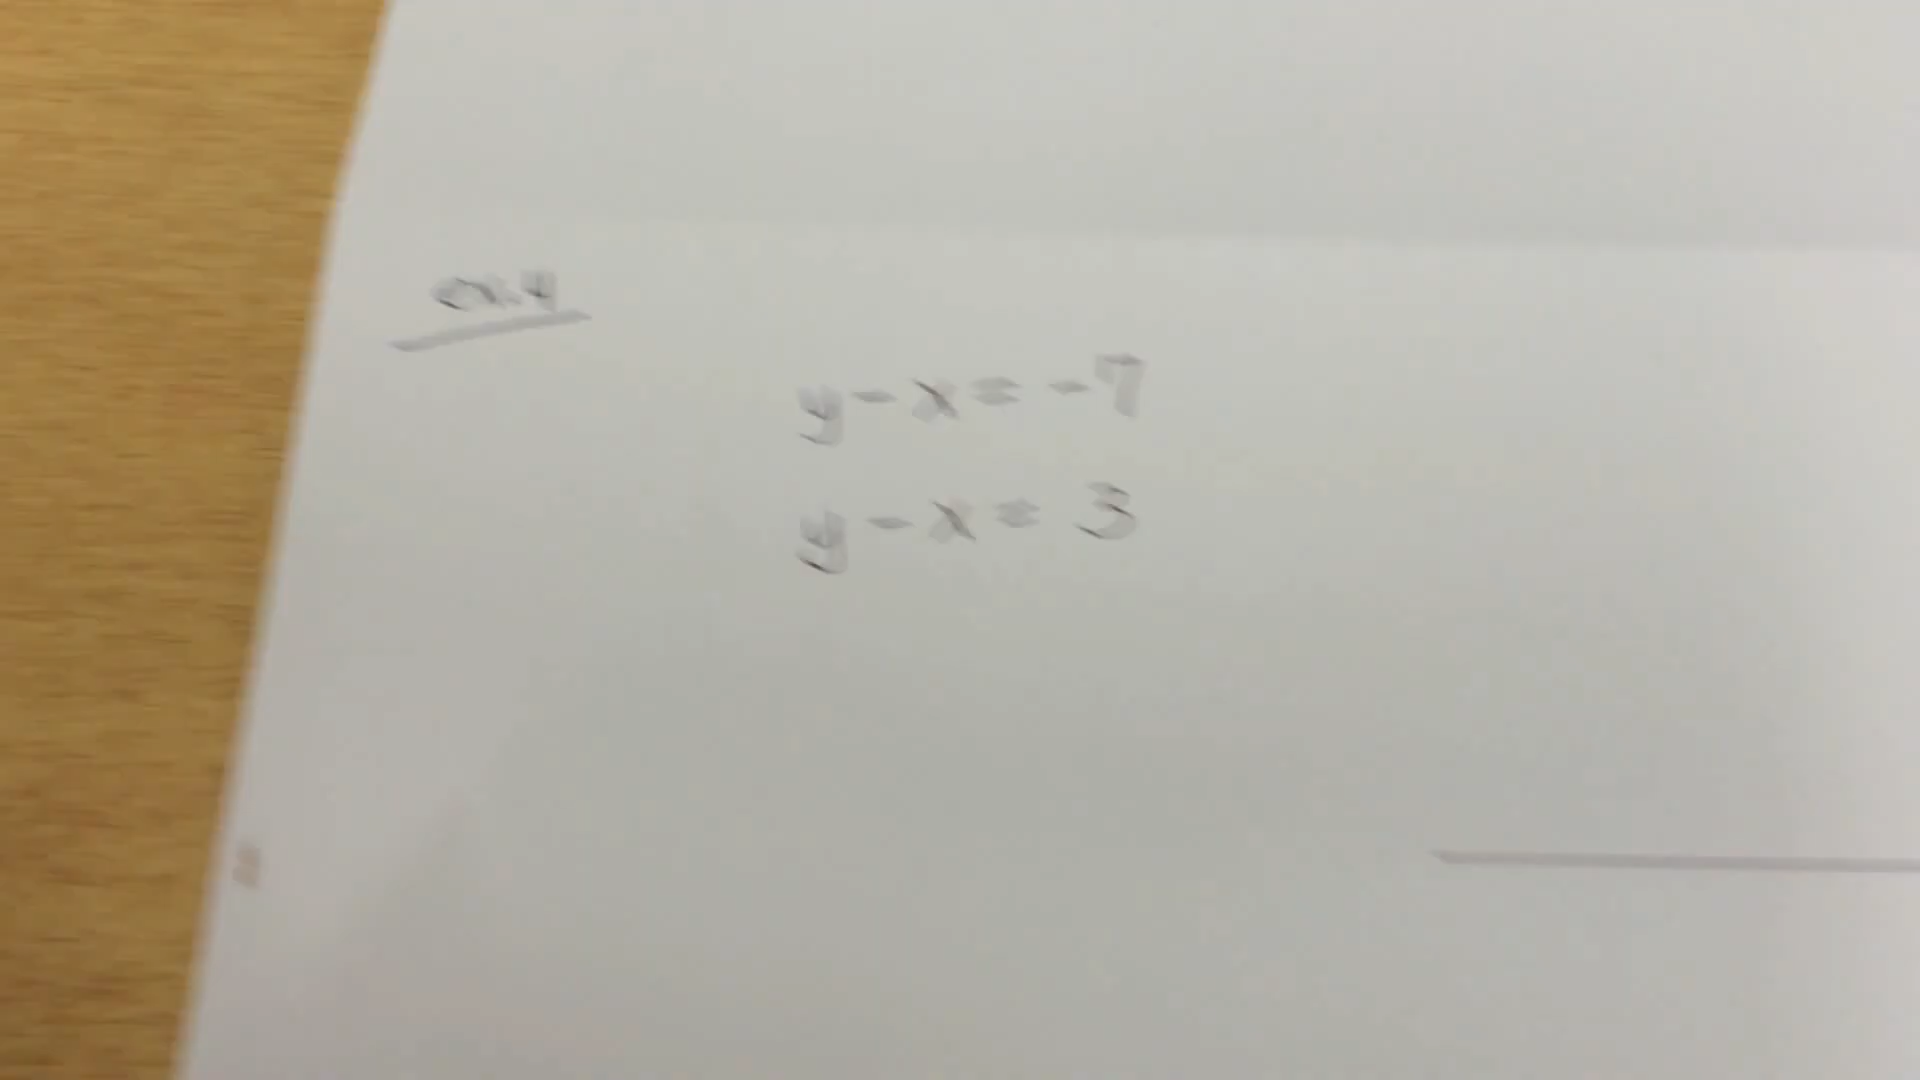 ex.4
y - x = -7
y - x = 3